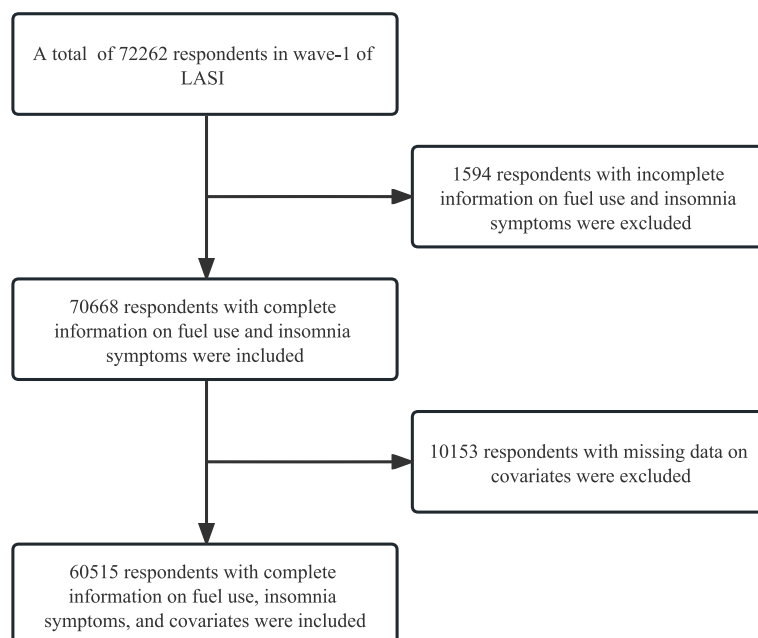 A total of 72262 respondents in wave-1 of
LASI
1594 respondents with incomplete
information on fuel use and insomnia
symptoms were excluded
70668 respondents with complete
information on fuel use and insomnia
symptoms were included
10153 respondents with missing data on
covariates were excluded
60515 respondents with complete
information on fuel use, insomnia
symptoms, and covariates were included